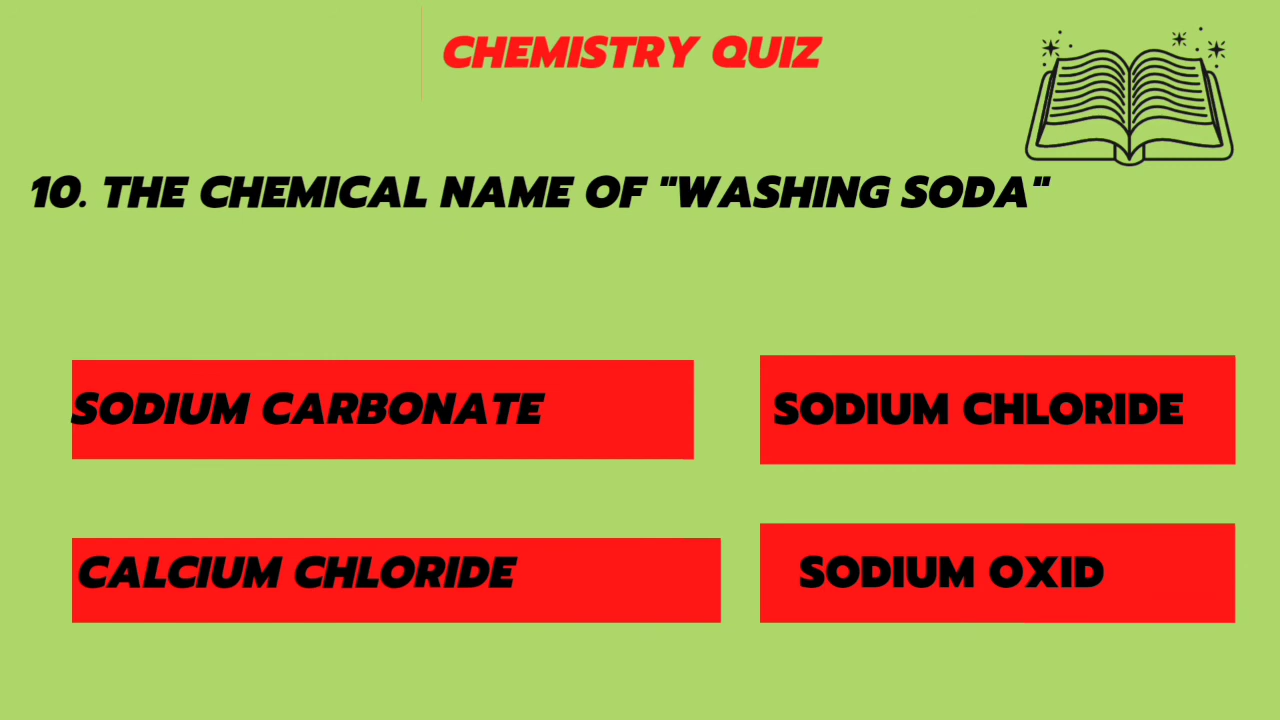 CHEMISTRY QUIZ
10. THE CHEMICAL NAME OF "WASHING SODA"
SODIUM CARBONATE
SODIUM CHLORIDE
CALCIUM CHLORIDE
SODIUM OXID